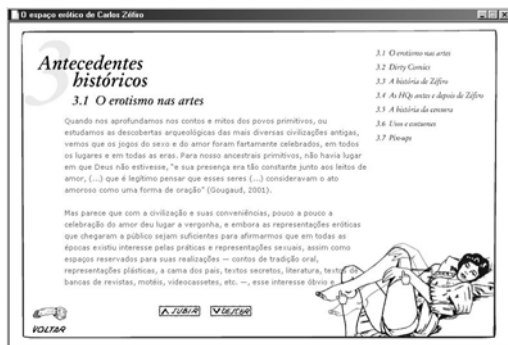 O espaço erótico de Carlos Zéfiro
3
Antecedentes
históricos
3.1 O erotismo nas artes
Quando nos aprofundamos nos contos e mitos dos povos primitivos, ou
estudamos as descobertas arqueológicas das mais diversas civilizações antigas,
vemos que os jogos do sexo e do amor foram fartamente celebrados, em todos
os lugares e em todas as eras. Para nosso ancestrais primitivos, não havia lugar
em que Deus não estivesse, "e sua presença era tão constante junto aos leitos de
amor, (...) que é legítimo pensar que esses seres (...) consideravam o ato
amoroso como uma forma de oração" (Gougaud, 2001).
Mas parece que com a civilização e suas conveniências, pouco a pouco a
celebração do amor deu lugar a vergonha, e embora as representações eróticas
que chegaram a público sejam suficientes para afirmarmos que em todas as
épocas existiu interesse pelas práticas e representações sexuais, assim como
espaços reservados para suas realizações — contos de tradição oral,
representações plásticas, a cama dos pais, textos secretos, literatura, textos de
bancas de revistas, motéis, videocassetes, etc. —, esse interesse óbvio e
3.1 O erotismo nas artes
3.2 Dirty Comics
3.3 A história de Zéfiro
3.4 As HQs antes e depois de Zéfiro
3.5 A história da censura
3.6 Usos e costumes
3.7 Pin-ups
VOLTAR
SUBIR
DESCER